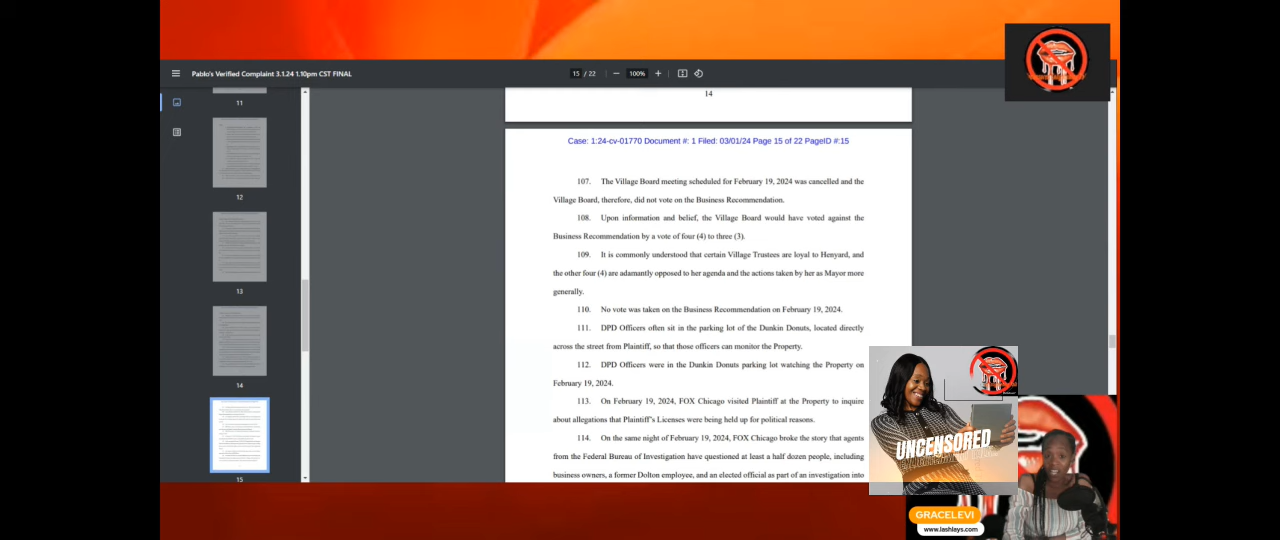 Pablo's Verified Complaint 3.1.24 1.10pm CST FINAL
15 / 22
100%
11
12
13
14
15
14
Case: 1:24-cv-01770 Document #: 1 Filed: 03/01/24 Page 15 of 22 PageID #:15
107. The Village Board meeting scheduled for February 19, 2024 was cancelled and the
Village Board, therefore, did not vote on the Business Recommendation.
108. Upon information and belief, the Village Board would have voted against the
Business Recommendation by a vote of four (4) to three (3).
109. It is commonly understood that certain Village Trustees are loyal to Henyard, and
the other four (4) are adamantly opposed to her agenda and the actions taken by her as Mayor more
generally.
110. No vote was taken on the Business Recommendation on February 19, 2024.
111. DPD Officers often sit in the parking lot of the Dunkin Donuts, located directly
across the street from Plaintiff, so that those officers can monitor the Property.
112. DPD Officers were in the Dunkin Donuts parking lot watching the Property on
February 19, 2024.
113. On February 19, 2024, FOX Chicago visited Plaintiff at the Property to inquire
about allegations that Plaintiff's Licenses were being held up for political reasons.
114. On the same night of February 19, 2024, FOX Chicago broke the story that agents
from the Federal Bureau of Investigation have questioned at least a half dozen people, including
business owners, a former Dolton employee, and an elected official as part of an investigation into
UNCENSORED
GRACELEVI
www.lashlays.com